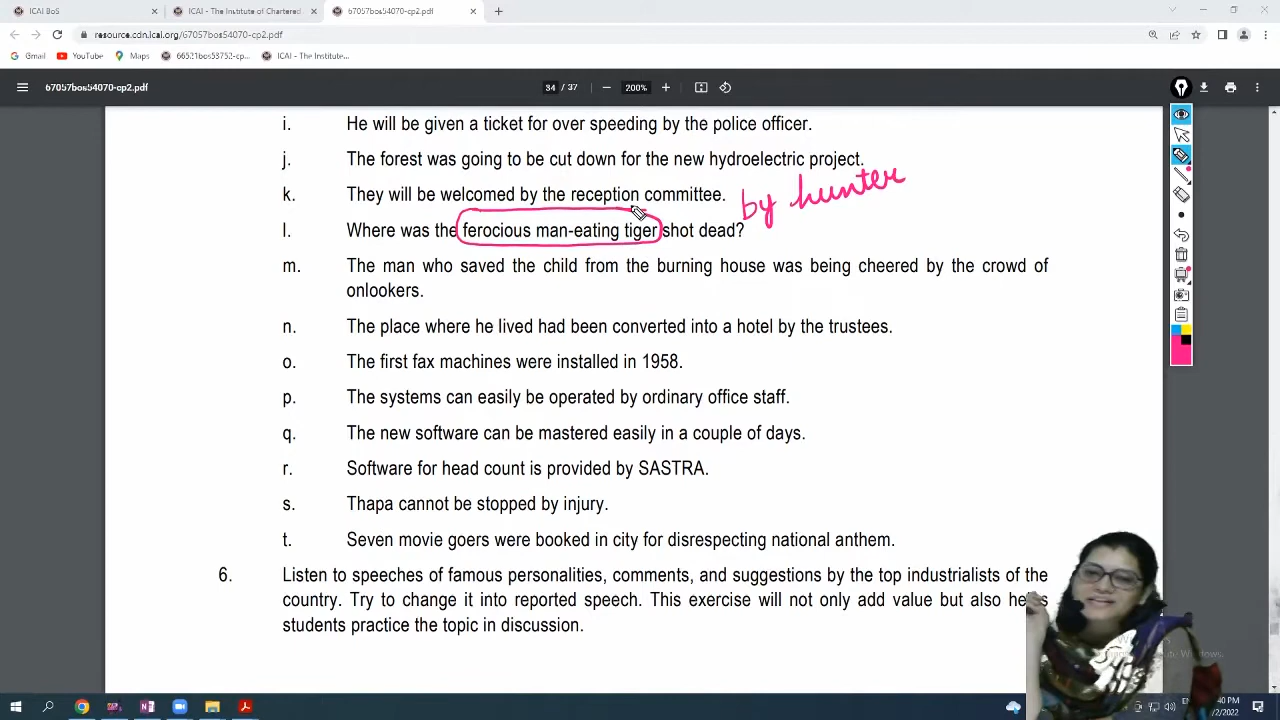 ICAI BoS
ICAI - The Institute of Chartered
67057bos54070-cp2.pdf
resource.cdn.icai.org/67057bos54070-cp2.pdf
Gmail YouTube Maps 66521bos53752-cp... ICAI - The Institute...
67057bos54070-cp2.pdf 34 / 37 200%
i. He will be given a ticket for over speeding by the police officer.
j. The forest was going to be cut down for the new hydroelectric project.
k. They will be welcomed by the reception committee.
by hunter
l. Where was the ferocious man-eating tiger shot dead?
m. The man who saved the child from the burning house was being cheered by the crowd of
onlookers.
n. The place where he lived had been converted into a hotel by the trustees.
o. The first fax machines were installed in 1958.
p. The systems can easily be operated by ordinary office staff.
q. The new software can be mastered easily in a couple of days.
r. Software for head count is provided by SASTRA.
s. Thapa cannot be stopped by injury.
t. Seven movie goers were booked in city for disrespecting national anthem.
6. Listen to speeches of famous personalities, comments, and suggestions by the top industrialists of the
country. Try to change it into reported speech. This exercise will not only add value but also
students practice the topic in discussion.